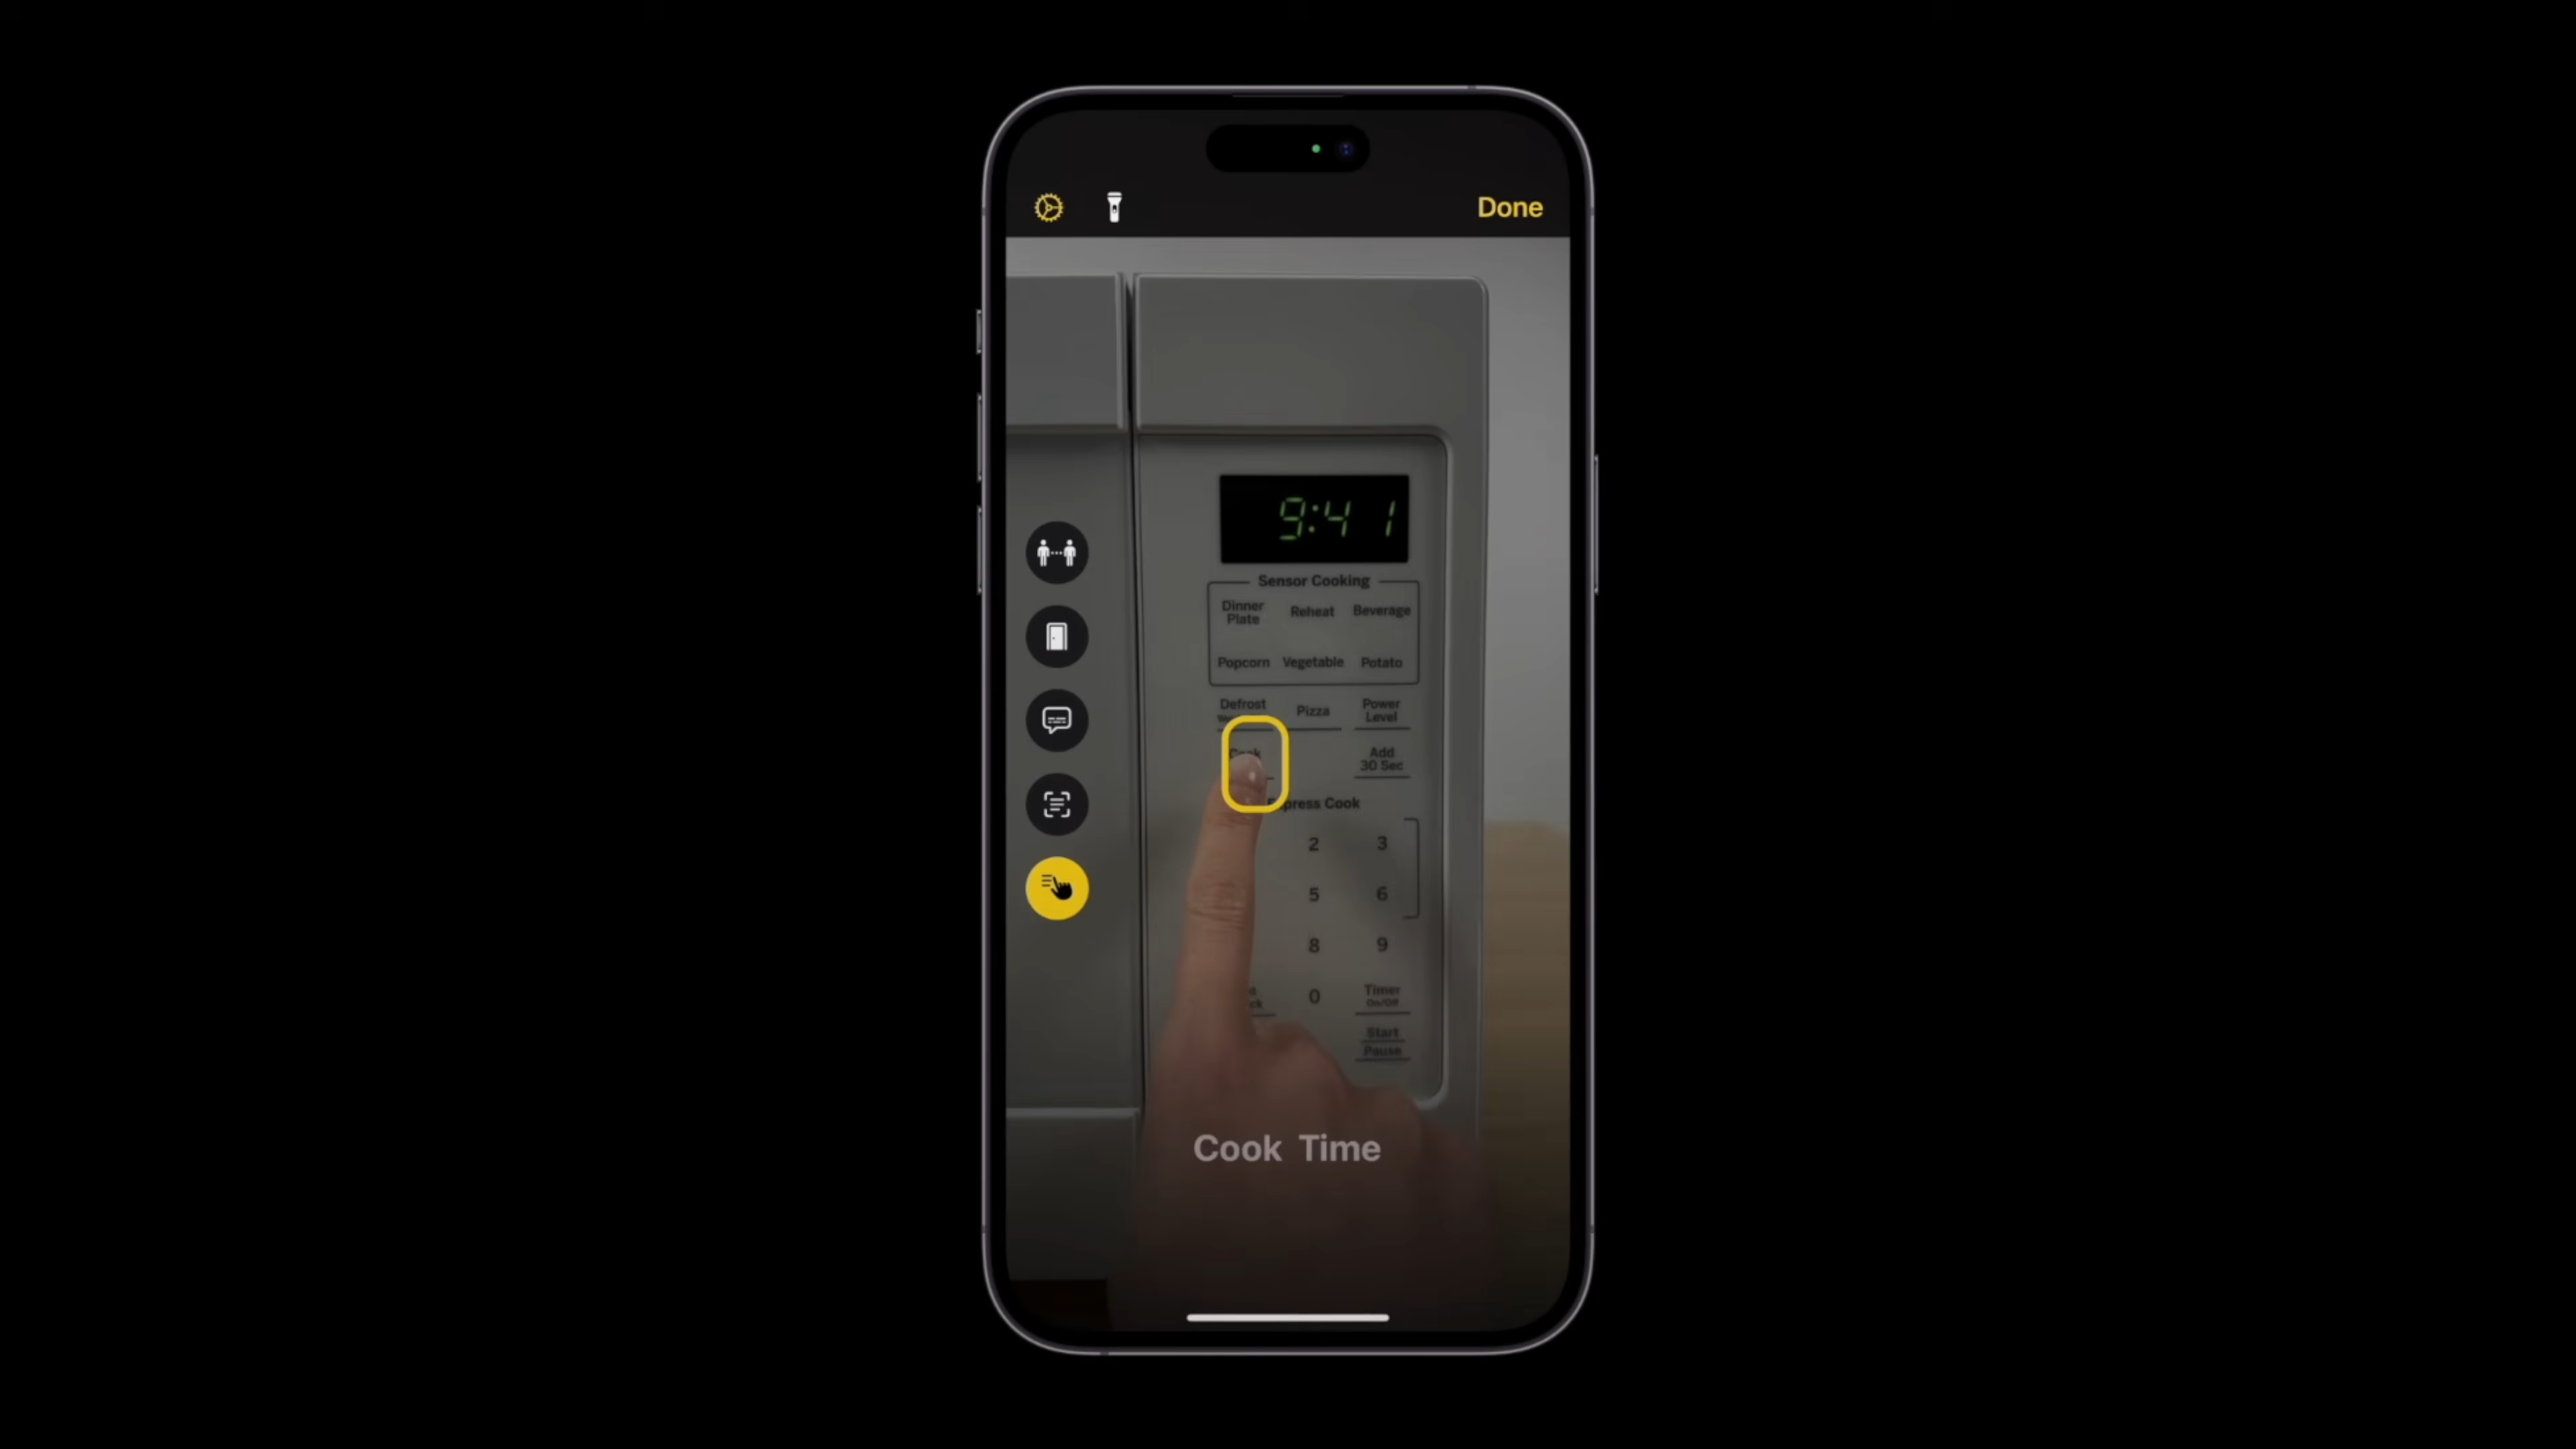 Done
9:41
Sensor Cooking
Dinner Plate
Reheat
Beverage
Popcorn
Vegetable
Potato
Defrost
Pizza
Power Level
Cook
Add 30 Sec
press Cook
2
3
5
6
8
9
0
Timer On/Off
Start
Pause
Cook Time